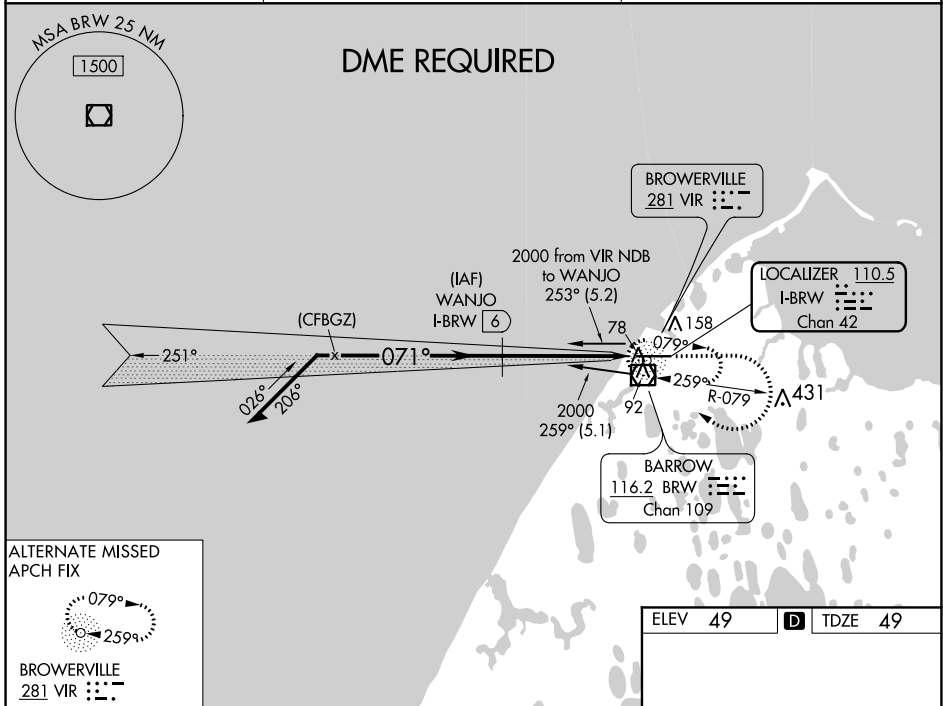 MSA BRW 25 NM
1500
DME REQUIRED
BROWERVILLE
281 VIR
2000 from VIR NDB
to WANJO
253° (5.2)
(IAF)
WANJO
I-BRW 6
LOCALIZER 110.5
I-BRW
Chan 42
(CFBGZ)
78
158
079°
251°
071°
026°
206°
259°
R-079
431
92
2000
259° (5.1)
BARROW
116.2 BRW
Chan 109
ALTERNATE MISSED
APCH FIX
079°
259°
BROWERVILLE
281 VIR
ELEV 49 D TDZE 49